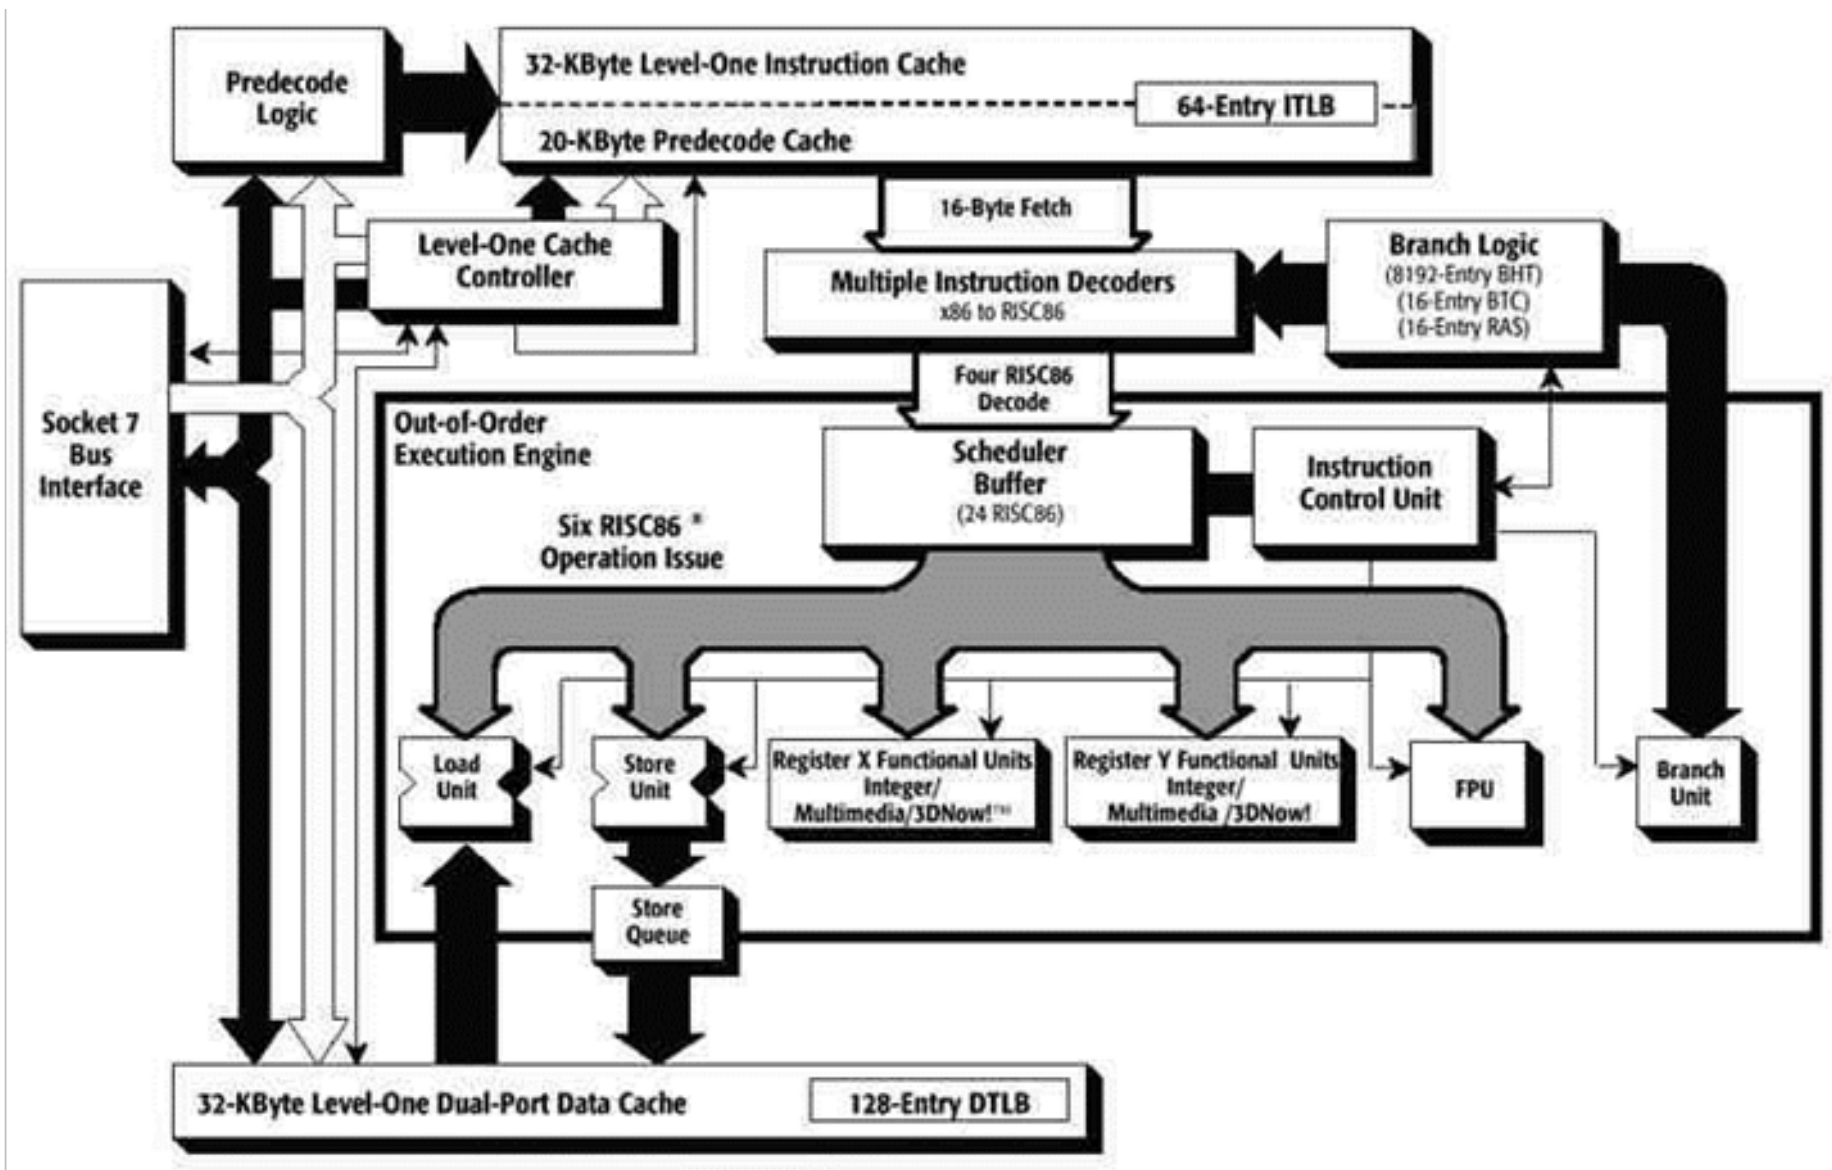 Predecode
Logic
32-KByte Level-One Instruction Cache
64-Entry ITLB
20-KByte Predecode Cache
16-Byte Fetch
Level-One Cache
Controller
Multiple Instruction Decoders
x86 to RISC86
Branch Logic
(8192-Entry BHT)
(16-Entry BTC)
(16-Entry RAS)
Four RISC86
Decode
Socket 7
Bus
Interface
Out-of-Order
Execution Engine
Scheduler
Buffer
(24 RISC86)
Instruction
Control Unit
Six RISC86 ®
Operation Issue
Load
Unit
Store
Unit
Register X Functional Units
Integer/
Multimedia/3DNow!™
Register Y Functional Units
Integer/
Multimedia /3DNow!
FPU
Branch
Unit
Store
Queue
32-KByte Level-One Dual-Port Data Cache
128-Entry DTLB